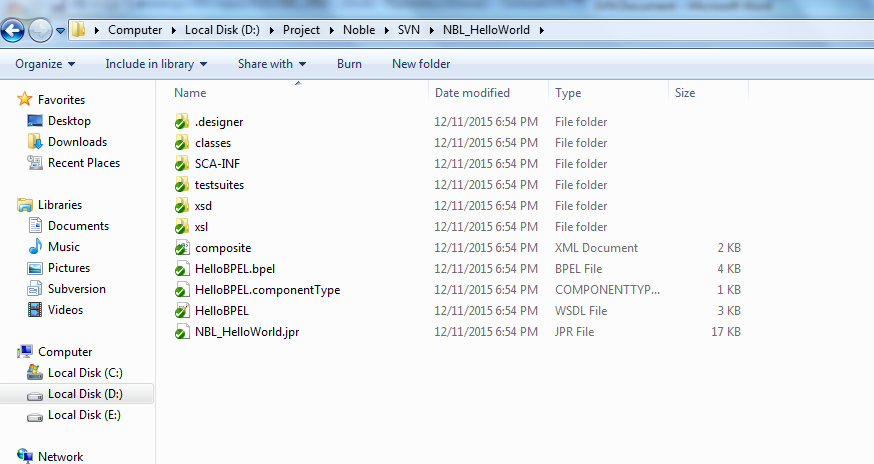 Computer Local Disk (D:) Project Noble SVN NBL_HelloWorld
Organize Include in library Share with Burn New folder
Favorites
Desktop
Downloads
Recent Places
Libraries
Documents
Music
Pictures
Subversion
Videos
Computer
Local Disk (C:)
Local Disk (D:)
Local Disk (E:)
Network
Name Date modified Type Size
.designer 12/11/2015 6:54 PM File folder
classes 12/11/2015 6:54 PM File folder
SCA-INF 12/11/2015 6:54 PM File folder
testsuites 12/11/2015 6:54 PM File folder
xsd 12/11/2015 6:54 PM File folder
xsl 12/11/2015 6:54 PM File folder
composite 12/11/2015 6:54 PM XML Document 2 KB
HelloBPEL.bpel 12/11/2015 6:54 PM BPEL File 4 KB
HelloBPEL.componentType 12/11/2015 6:54 PM COMPONENTTYP... 1 KB
HelloBPEL 12/11/2015 6:54 PM WSDL File 3 KB
NBL_HelloWorld.jpr 12/11/2015 6:54 PM JPR File 17 KB